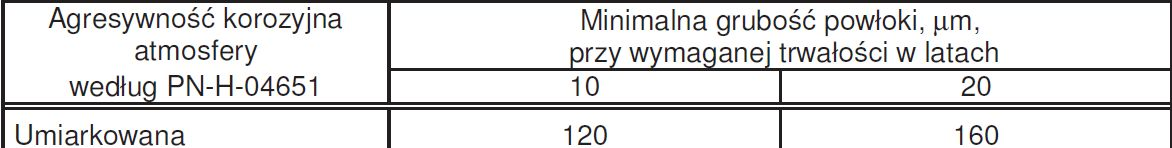 Agresywność korozyjna
atmosfery
według PN-H-04651
Minimalna grubość powłoki, μm,
przy wymaganej trwałości w latach
10 20
Umiarkowana 120 160